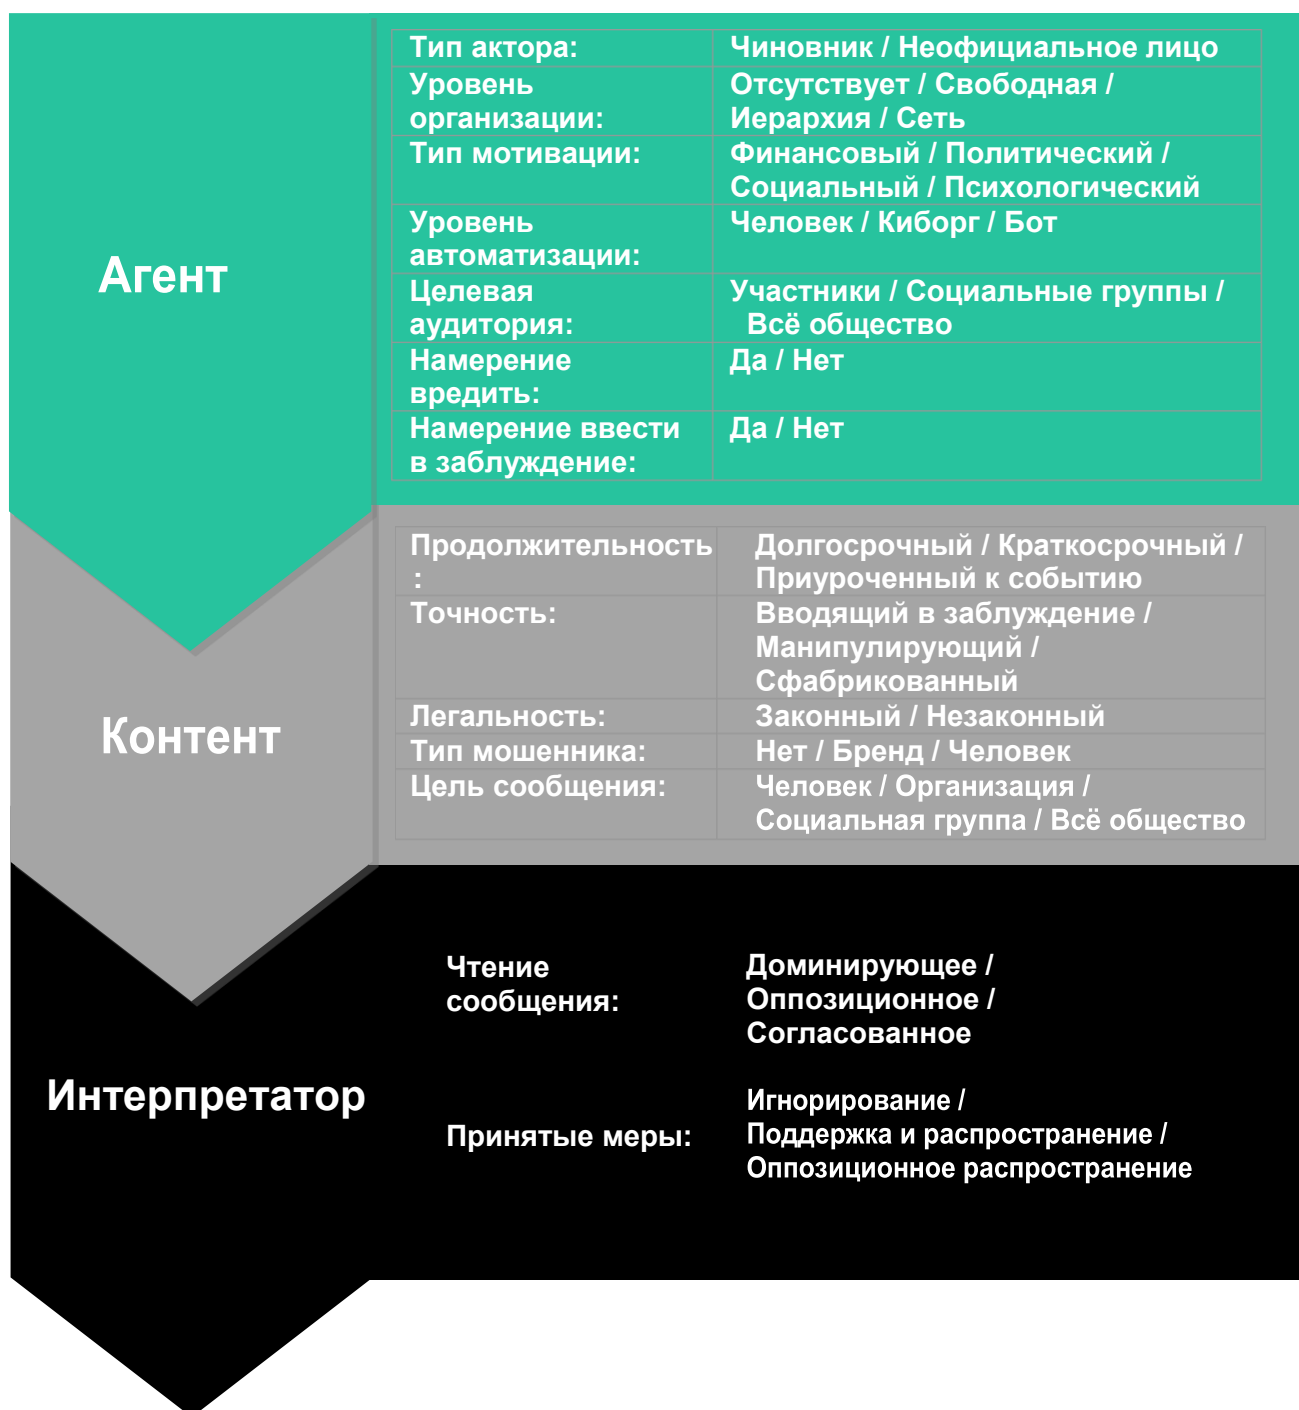 Агент
Тип актора: Чиновник / Неофициальное лицо
Уровень организации: Отсутствует / Свободная /
Иерархия / Сеть
Тип мотивации: Финансовый / Политический /
Социальный / Психологический
Уровень автоматизации: Человек / Киборг / Бот
Целевая аудитория: Участники / Социальные группы /
Всё общество
Намерение вредить: Да / Нет
Намерение ввести в заблуждение: Да / Нет
Контент
Продолжительность: Долгосрочный / Краткосрочный /
Приуроченный к событию
Точность: Вводящий в заблуждение /
Манипулирующий /
Сфабрикованный
Легальность: Законный / Незаконный
Тип мошенника: Нет / Бренд / Человек
Цель сообщения: Человек / Организация /
Социальная группа / Всё общество
Интерпретатор
Чтение сообщения: Доминирующее /
Оппозиционное /
Согласованное
Принятые меры: Игнорирование /
Поддержка и распространение /
Оппозиционное распространение